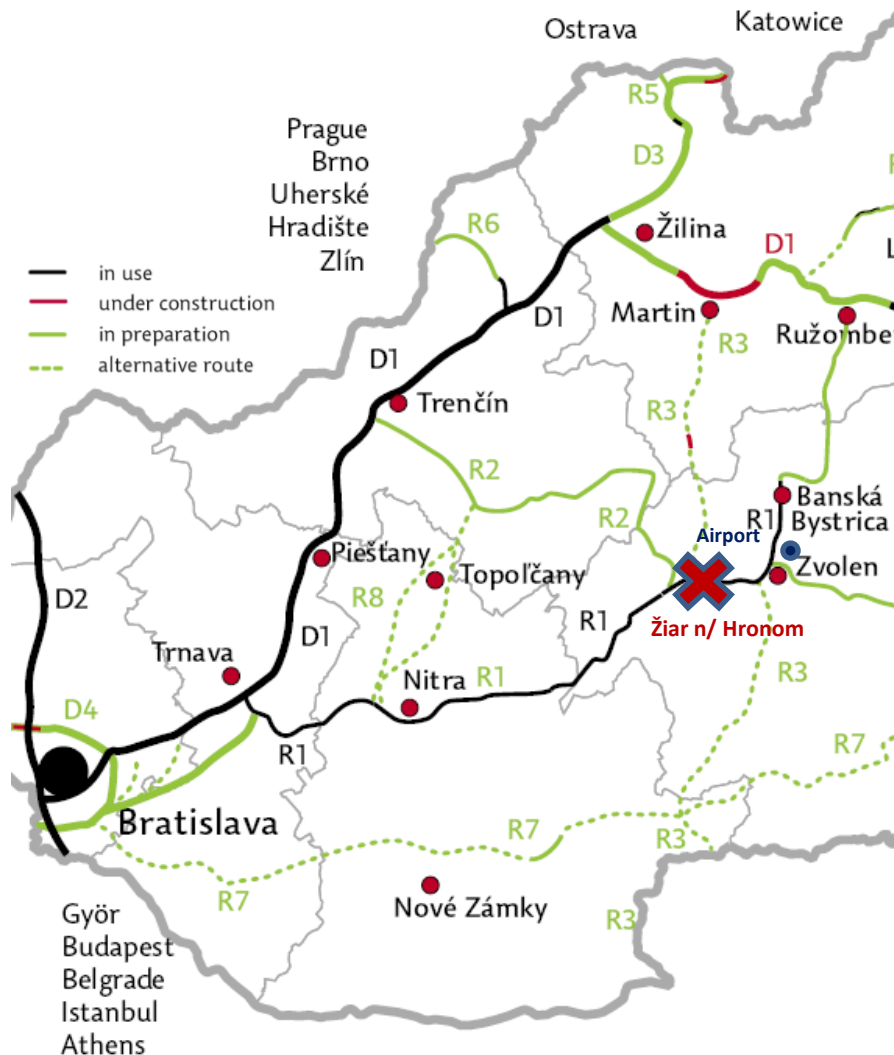 Ostrava
Katowice
R5
Prague
Brno
Uherské
Hradište
Zlín
D3
R6
Žilina
D1
in use
under construction
in preparation
alternative route
D1
Martin
R3
D1
Trenčín
R3
R2
R2
Banská
Bystrica
R1
Airport
Piešťany
Topoľčany
Zvolen
D2
R8
R1
Žiar n/ Hronom
D1
Trnava
R1
Nitra
R3
D4
R1
R7
Bratislava
R7
R3
R7
Nové Zámky
R3
Györ
Budapest
Belgrade
Istanbul
Athens